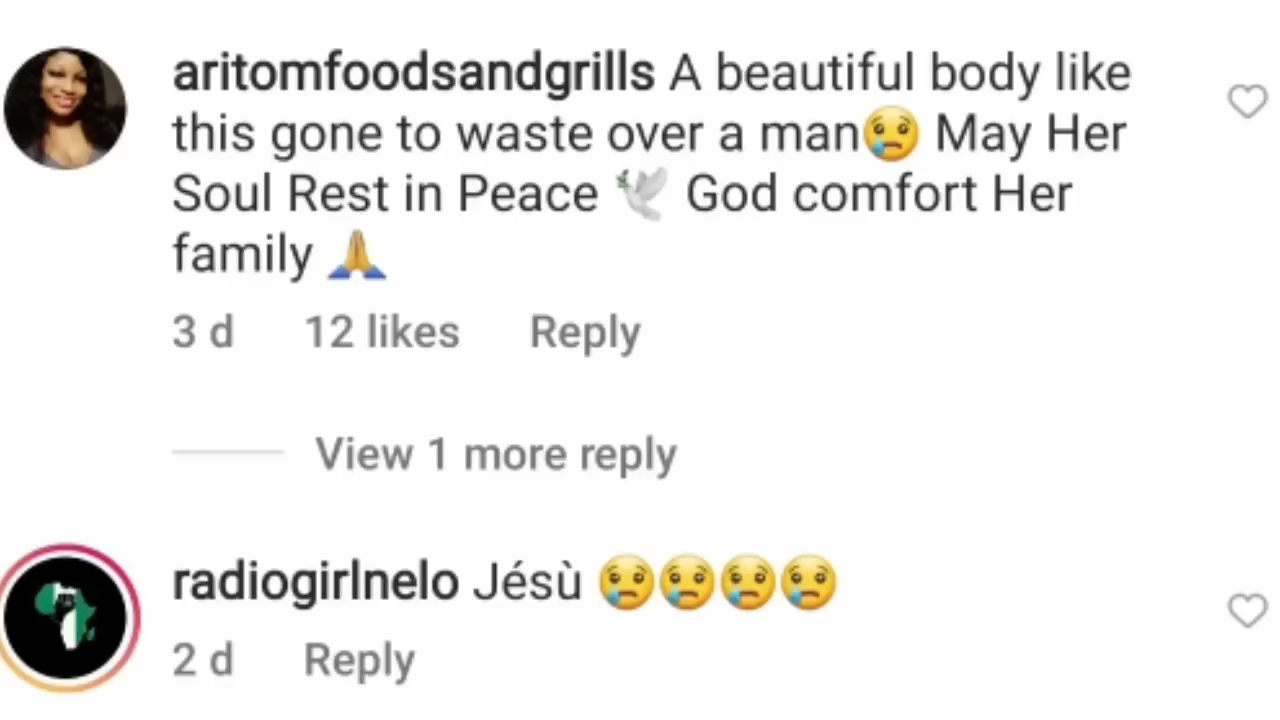 aritomfoodsandgrills A beautiful body like
this gone to waste over a man😢 May Her
Soul Rest in Peace 🕊️ God comfort Her
family 🙏
3 d 12 likes Reply
View 1 more reply
radiogirlnelo Jésù 😢😢😢😢
2 d Reply